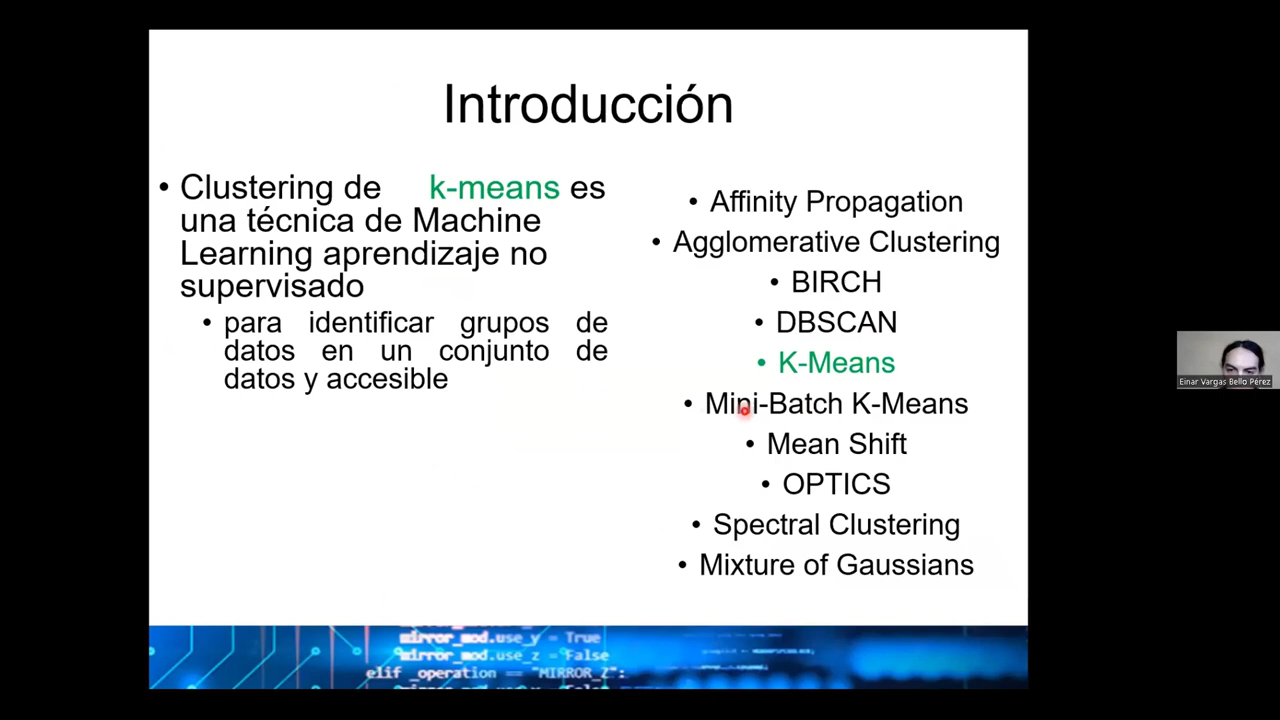 Introducción
• Clustering de k-means es
una técnica de Machine
Learning aprendizaje no
supervisado
• para identificar grupos de
datos en un conjunto de
datos y accesible
• Affinity Propagation
• Agglomerative Clustering
• BIRCH
• DBSCAN
• K-Means
• Mini-Batch K-Means
• Mean Shift
• OPTICS
• Spectral Clustering
• Mixture of Gaussians
Einar Vargas Bello Pérez
mirror_mod.use_y = True
mirror_mod.use_z = False
elif _operation == "MIRROR_Z":